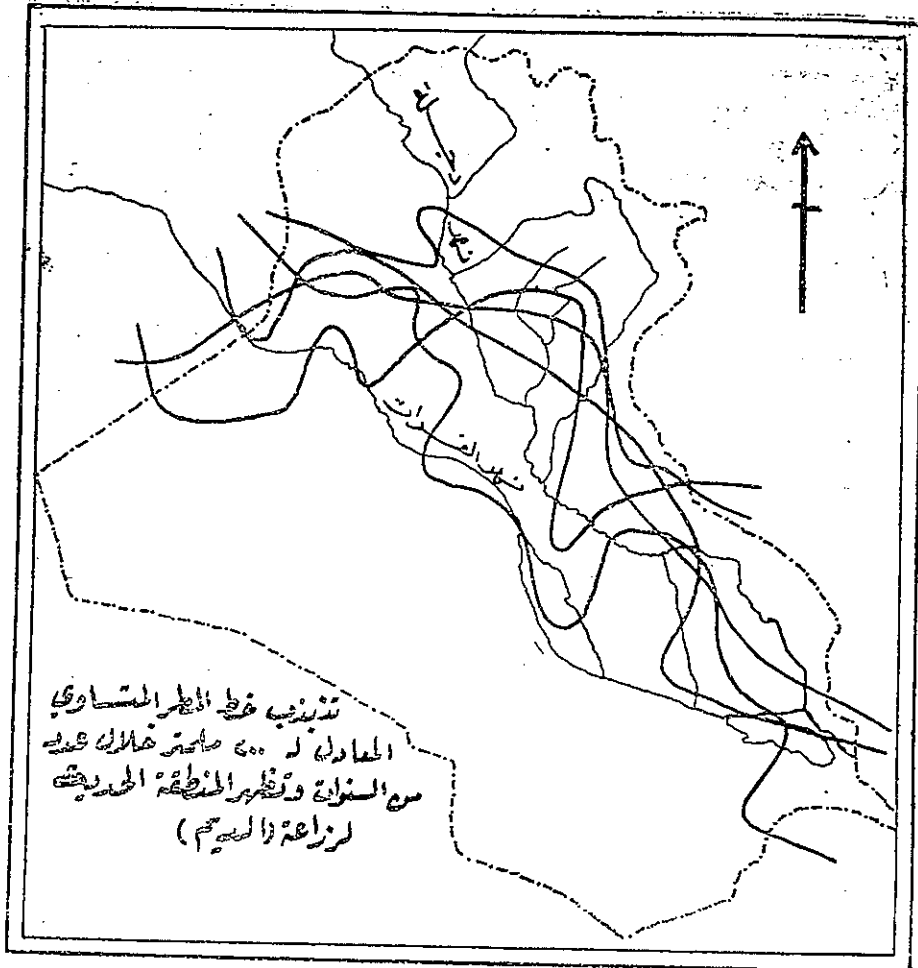 نهر
نهر الفرات
تذبذب خط المطر المتساوي
المعادل لـ ٢٠٠ ملمتر خلال عدد
من السنوات وتظهر المنطقة الحدية
لزراعة (الديم)